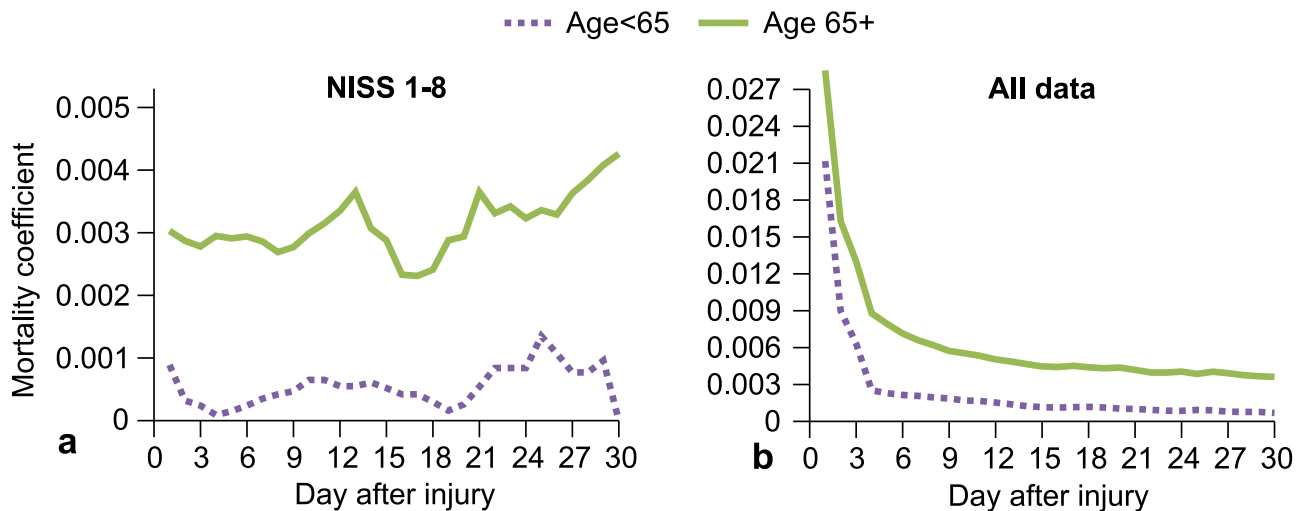 Age<65 Age 65+
NISS 1-8
Mortality coefficient
0.005
0.004
0.003
0.002
0.001
0
0 3 6 9 12 15 18 21 24 27 30
Day after injury
a
All data
0.027
0.024
0.021
0.018
0.015
0.012
0.009
0.006
0.003
0
0 3 6 9 12 15 18 21 24 27 30
Day after injury
b